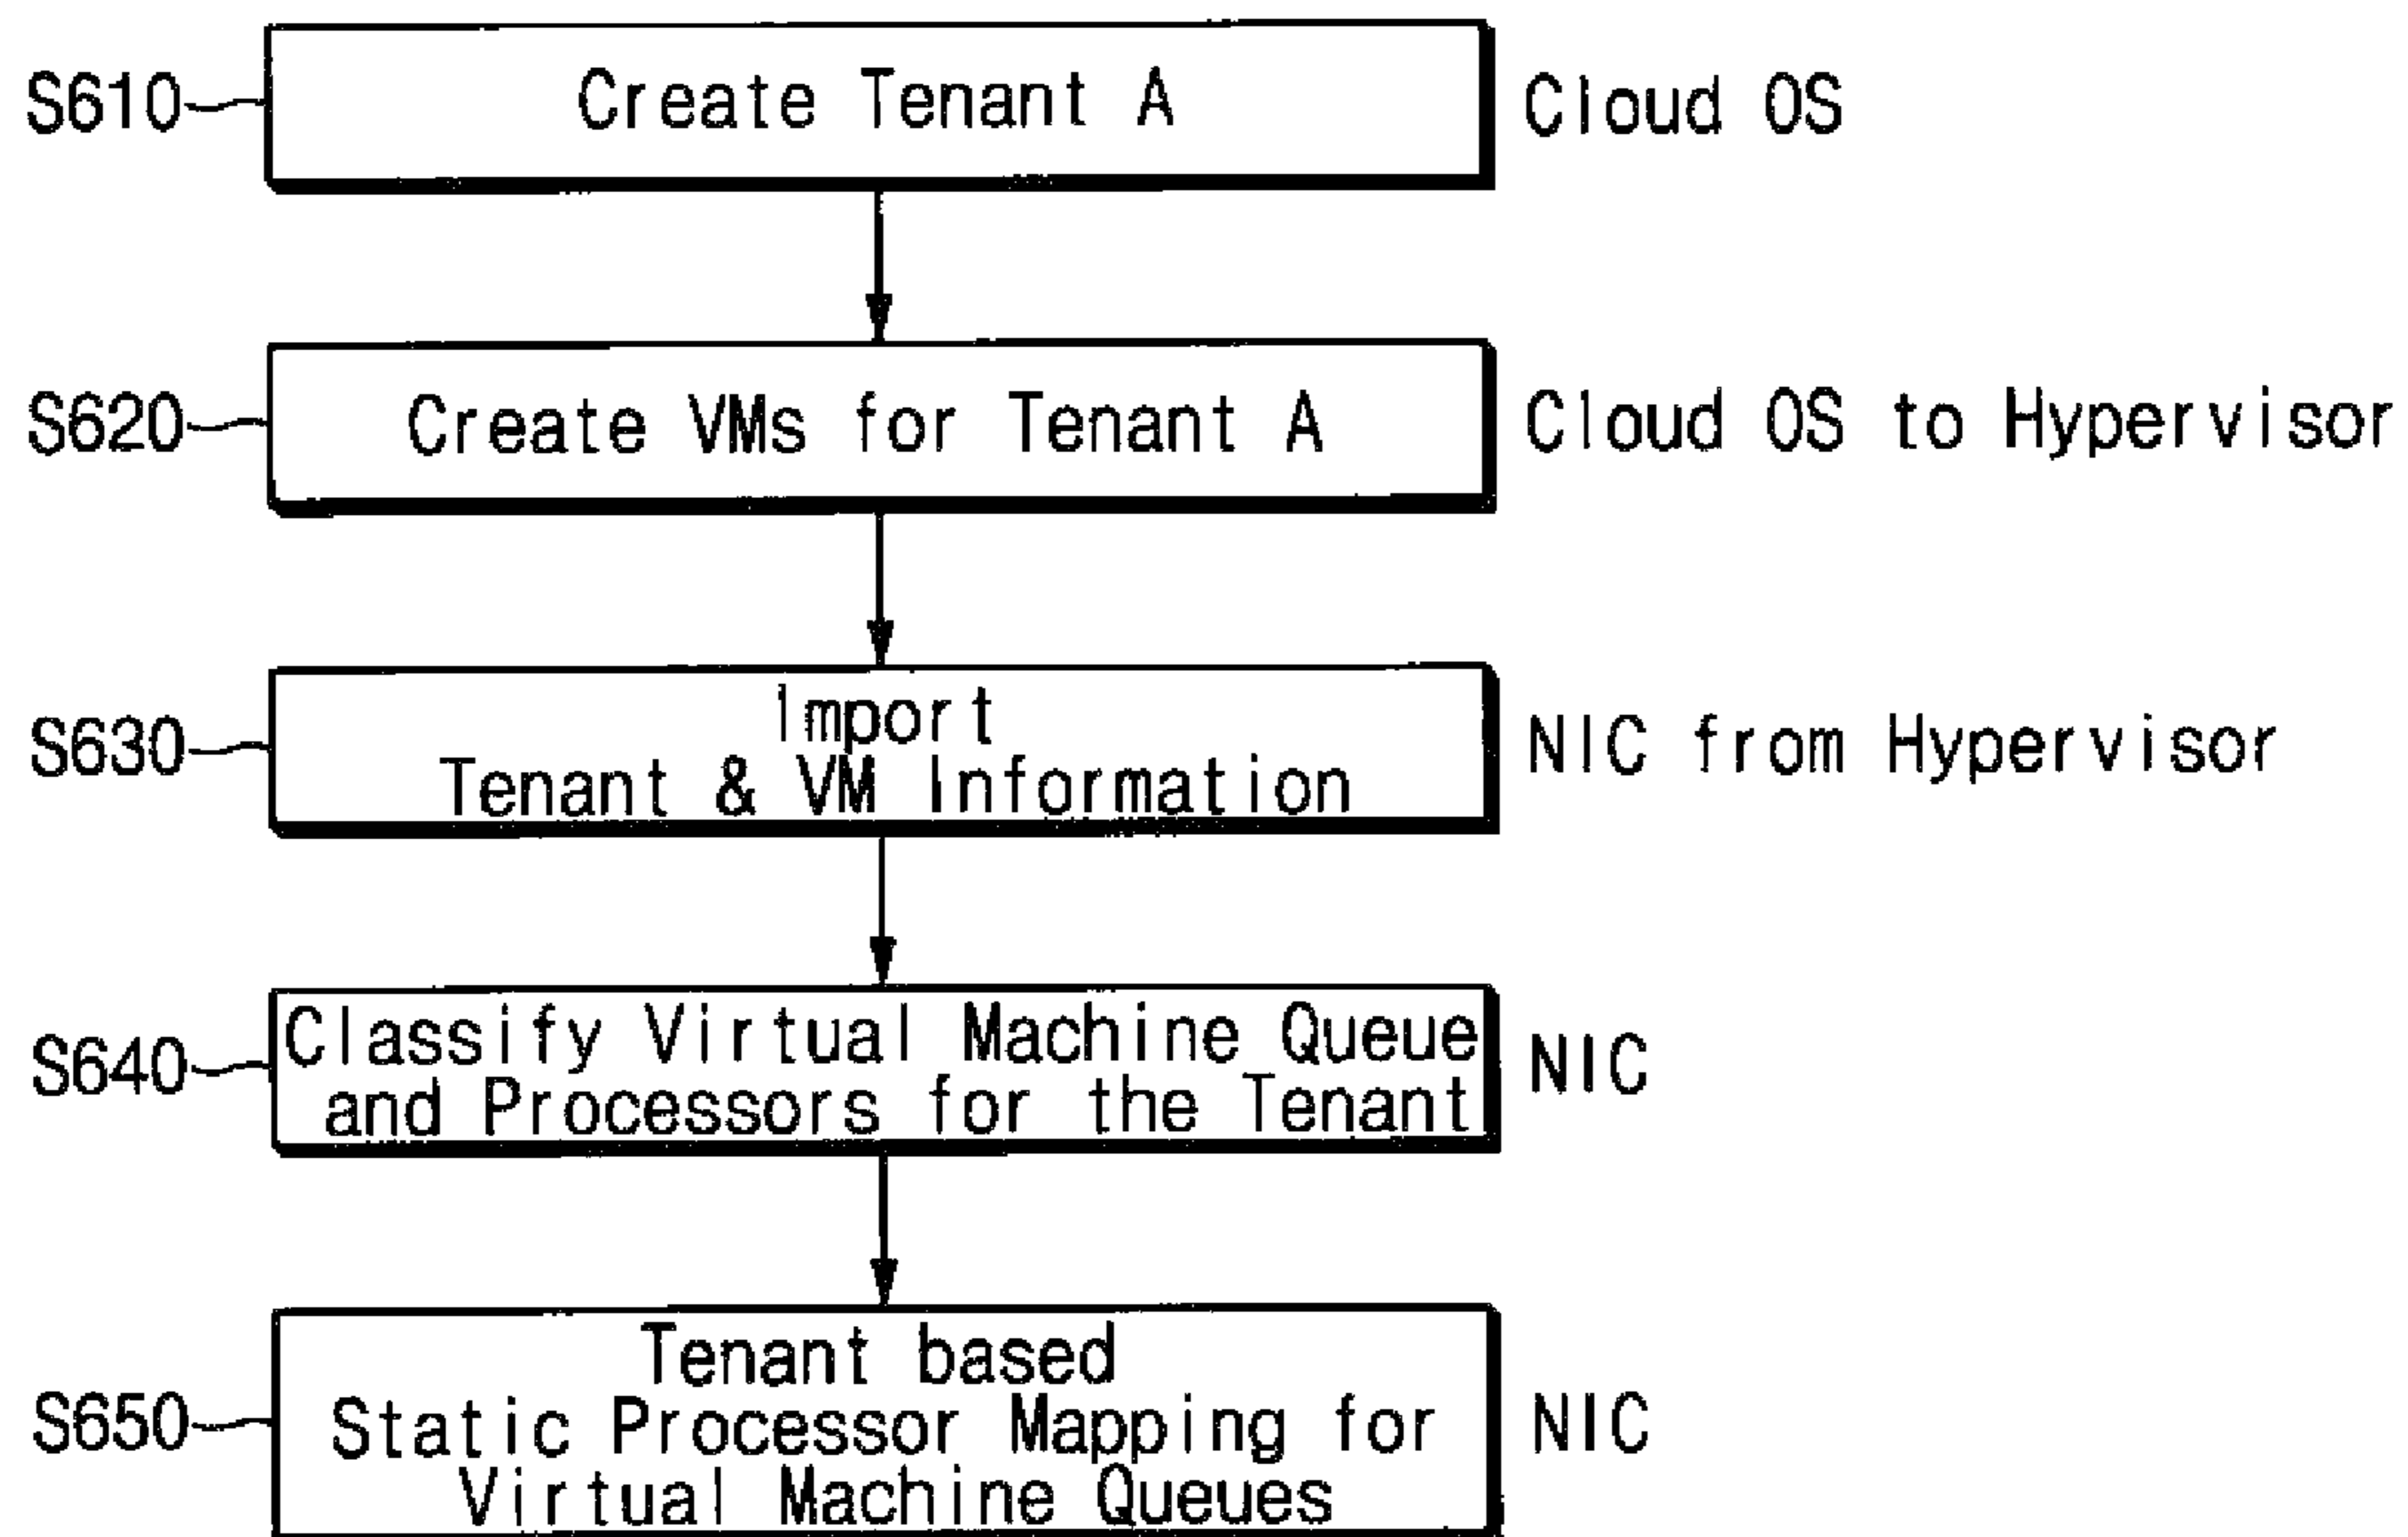 S610
Create Tenant A
Cloud OS
S620
Create VMs for Tenant A
Cloud OS to Hypervisor
S630
Import
Tenant & VM Information
NIC from Hypervisor
S640
Classify Virtual Machine Queue
and Processors for the Tenant
NIC
S650
Tenant based
Static Processor Mapping for
Virtual Machine Queues
NIC